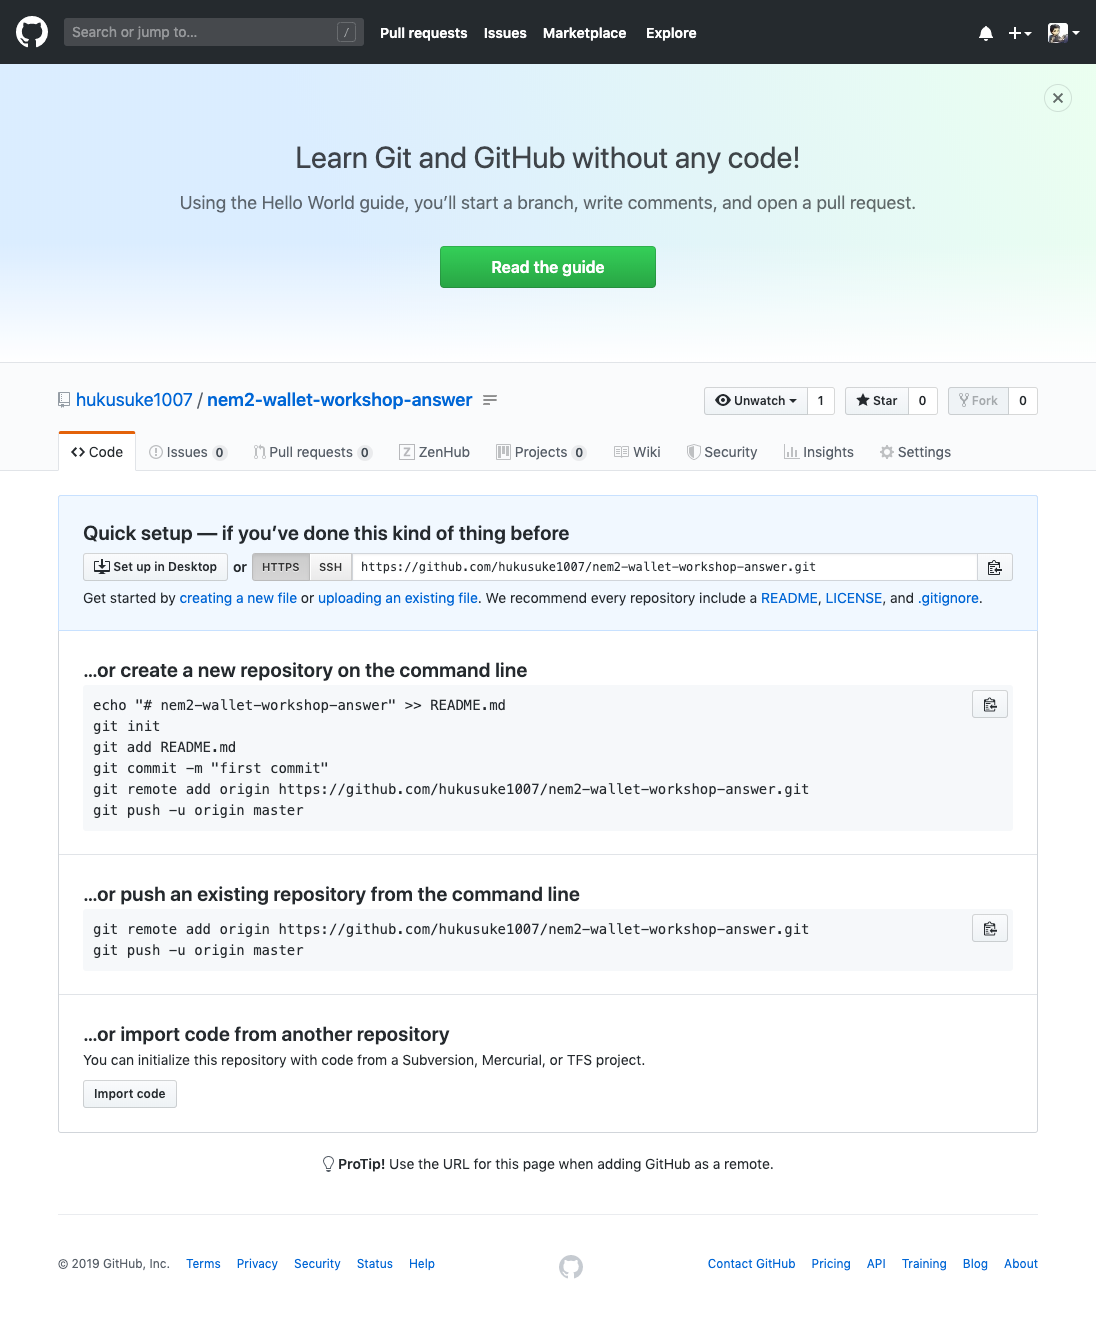 Search or jump to... /
Pull requests Issues Marketplace Explore
Learn Git and GitHub without any code!
Using the Hello World guide, you’ll start a branch, write comments, and open a pull request.
Read the guide
hukusuke1007 / nem2-wallet-workshop-answer
Unwatch 1 Star 0 Fork 0
Code Issues 0 Pull requests 0 ZenHub Projects 0 Wiki Security Insights Settings
Quick setup — if you’ve done this kind of thing before
Set up in Desktop or HTTPS SSH https://github.com/hukusuke1007/nem2-wallet-workshop-answer.git
Get started by creating a new file or uploading an existing file. We recommend every repository include a README, LICENSE, and .gitignore.
…or create a new repository on the command line
echo "# nem2-wallet-workshop-answer" >> README.md
git init
git add README.md
git commit -m "first commit"
git remote add origin https://github.com/hukusuke1007/nem2-wallet-workshop-answer.git
git push -u origin master
…or push an existing repository from the command line
git remote add origin https://github.com/hukusuke1007/nem2-wallet-workshop-answer.git
git push -u origin master
…or import code from another repository
You can initialize this repository with code from a Subversion, Mercurial, or TFS project.
Import code
ProTip! Use the URL for this page when adding GitHub as a remote.
© 2019 GitHub, Inc. Terms Privacy Security Status Help Contact GitHub Pricing API Training Blog About